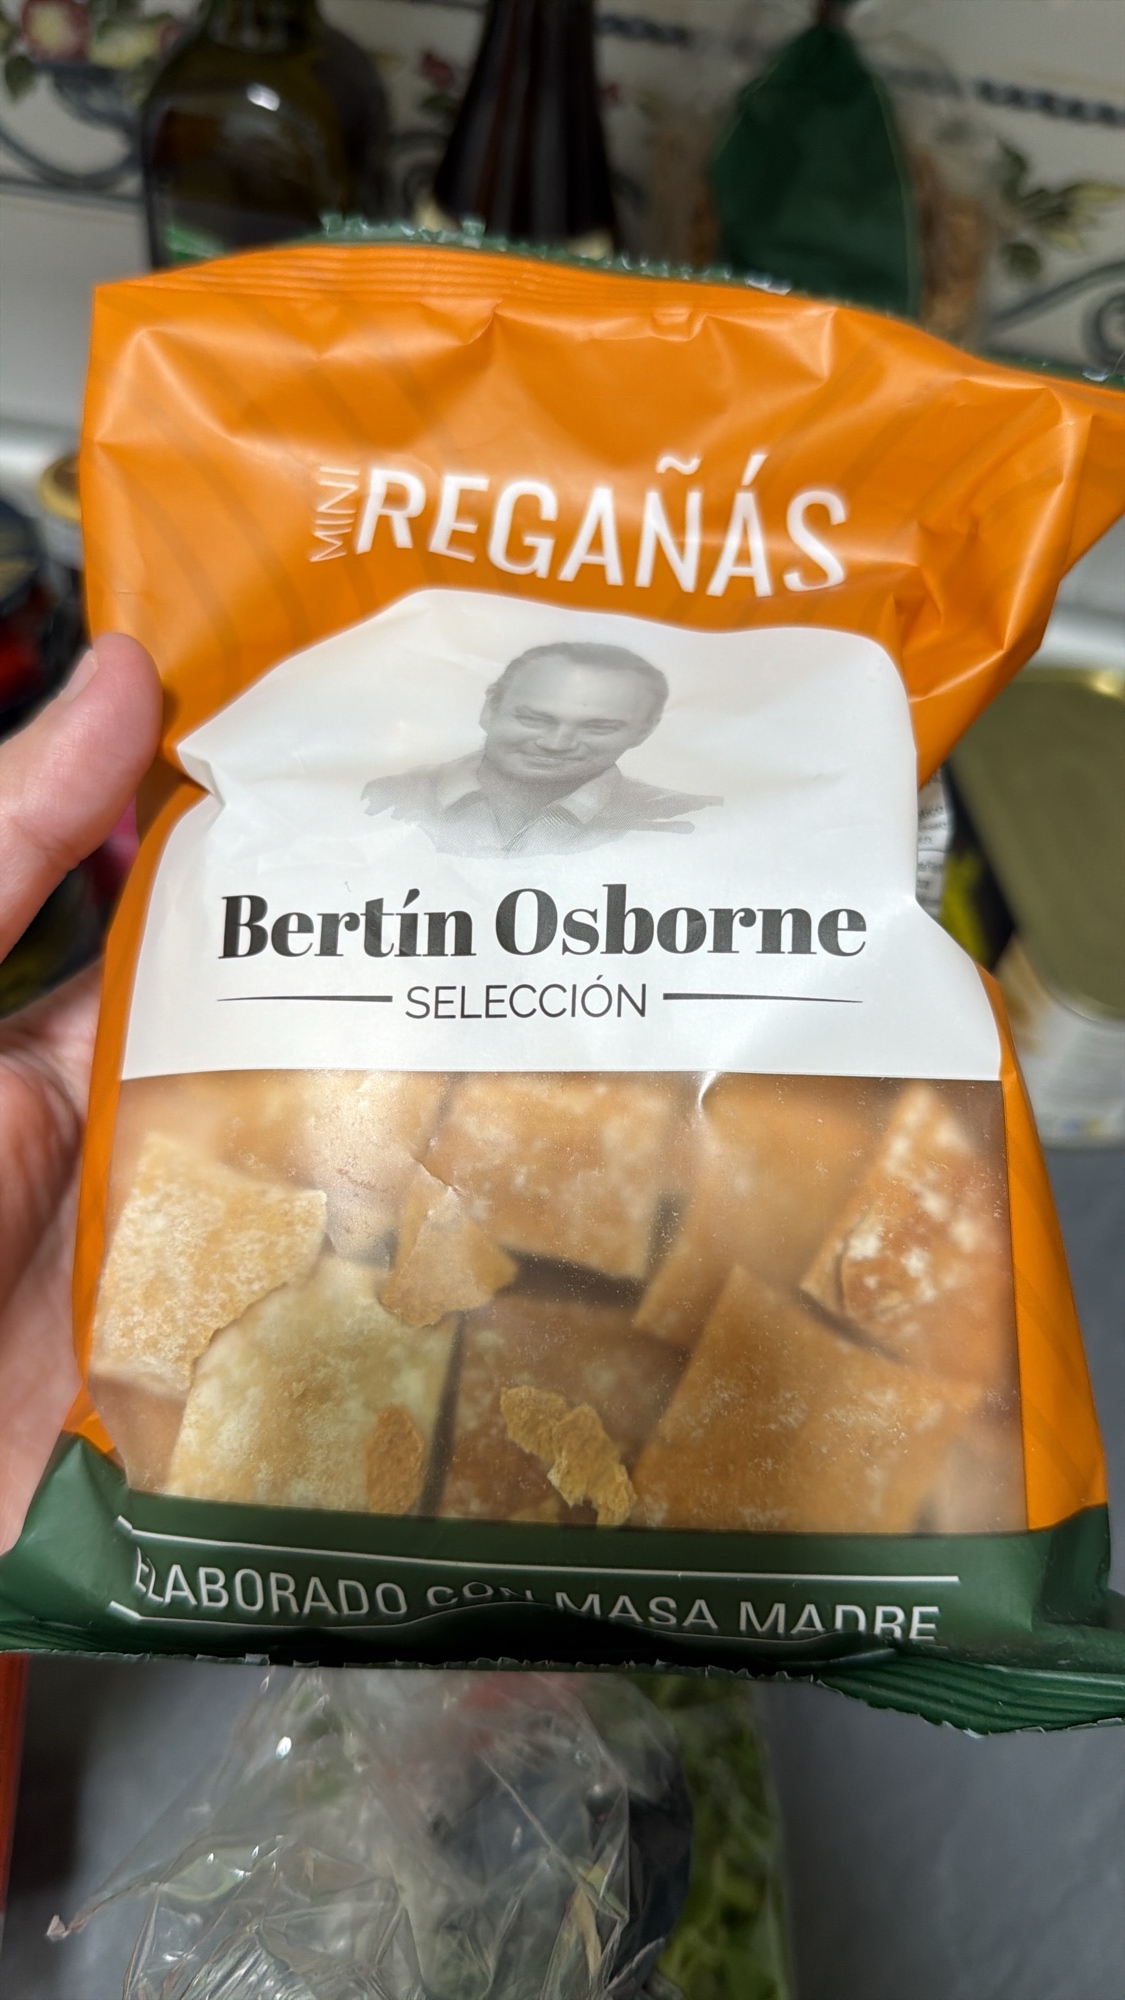 MINI REGAÑÁS
Bertín Osborne
SELECCIÓN
ELABORADO CON MASA MADRE